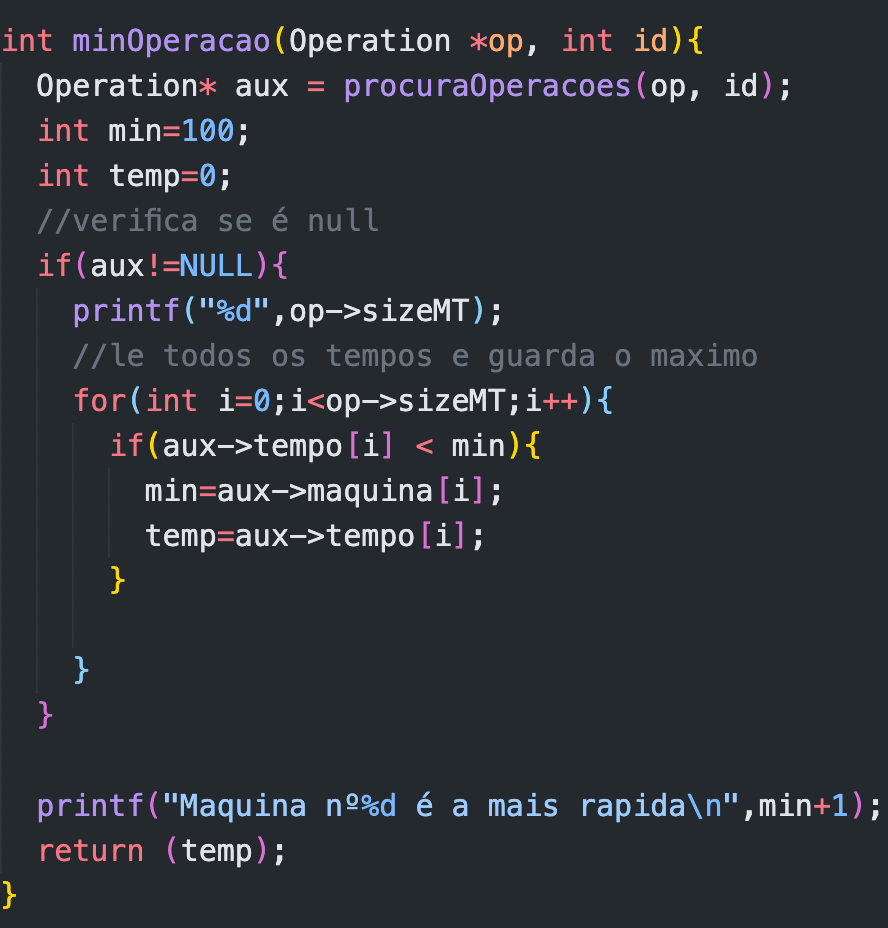 int minOperacao(Operation *op, int id){
  Operation* aux = procuraOperacoes(op, id);
  int min=100;
  int temp=0;
  //verifica se é null
  if(aux!=NULL){
    printf("%d",op->sizeMT);
    //le todos os tempos e guarda o maximo
    for(int i=0;i<op->sizeMT;i++){
      if(aux->tempo[i] < min){
        min=aux->maquina[i];
        temp=aux->tempo[i];
      }

    }
  }

  printf("Maquina nº%d é a mais rapida\n",min+1);
  return (temp);
}